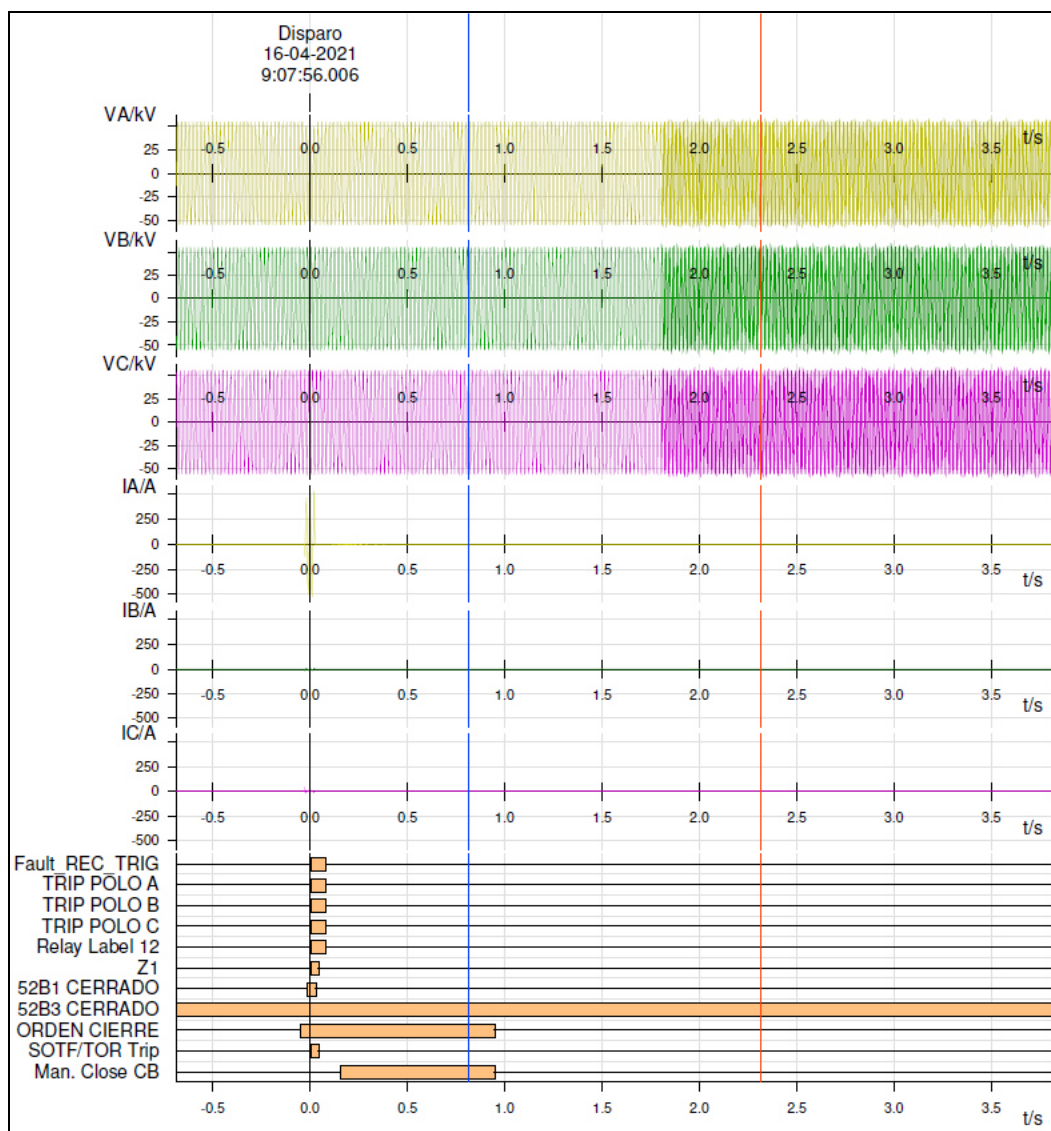 Disparo
16-04-2021
9:07:56.006
VA/kV
25
0
-25
-50
-0.5 0.0 0.5 1.0 1.5 2.0 2.5 3.0 3.5 t/s
VB/kV
25
0
-25
-50
-0.5 0.0 0.5 1.0 1.5 2.0 2.5 3.0 3.5 t/s
VC/kV
25
0
-25
-50
-0.5 0.0 0.5 1.0 1.5 2.0 2.5 3.0 3.5 t/s
IA/A
250
0
-250
-500
-0.5 0.0 0.5 1.0 1.5 2.0 2.5 3.0 3.5 t/s
IB/A
250
0
-250
-500
-0.5 0.0 0.5 1.0 1.5 2.0 2.5 3.0 3.5 t/s
IC/A
250
0
-250
-500
-0.5 0.0 0.5 1.0 1.5 2.0 2.5 3.0 3.5 t/s
Fault_REC_TRIG
TRIP POLO A
TRIP POLO B
TRIP POLO C
Relay Label 12
Z1
52B1 CERRADO
52B3 CERRADO
ORDEN CIERRE
SOTF/TOR Trip
Man. Close CB
-0.5 0.0 0.5 1.0 1.5 2.0 2.5 3.0 3.5 t/s